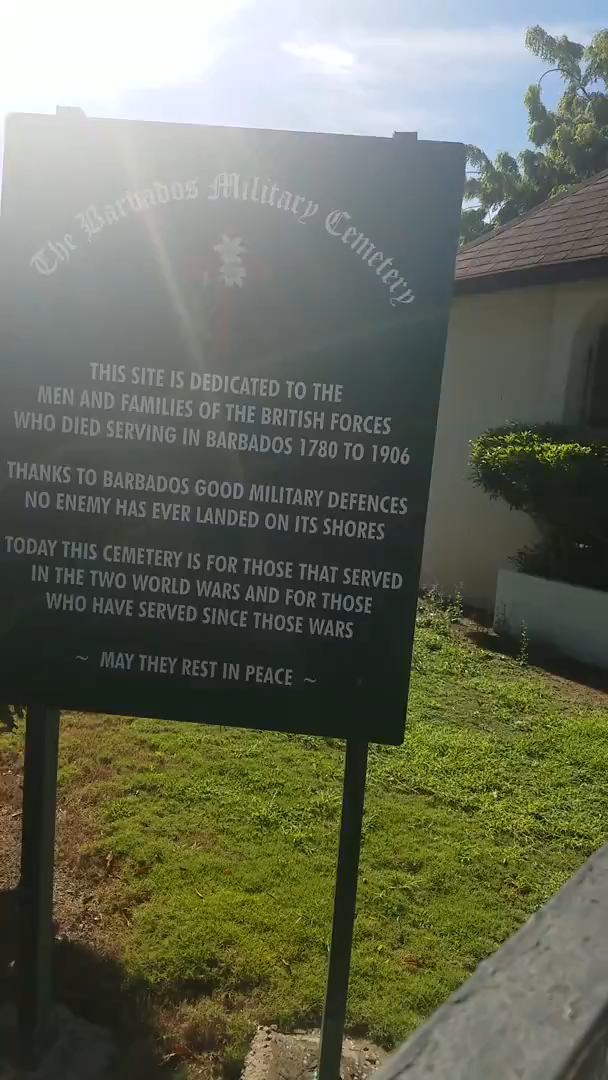 The Barbados Military Cemetery
THIS SITE IS DEDICATED TO THE
MEN AND FAMILIES OF THE BRITISH FORCES
WHO DIED SERVING IN BARBADOS 1780 TO 1906
THANKS TO BARBADOS GOOD MILITARY DEFENCES
NO ENEMY HAS EVER LANDED ON ITS SHORES
TODAY THIS CEMETERY IS FOR THOSE THAT SERVED
IN THE TWO WORLD WARS AND FOR THOSE
WHO HAVE SERVED SINCE THOSE WARS
~ MAY THEY REST IN PEACE ~